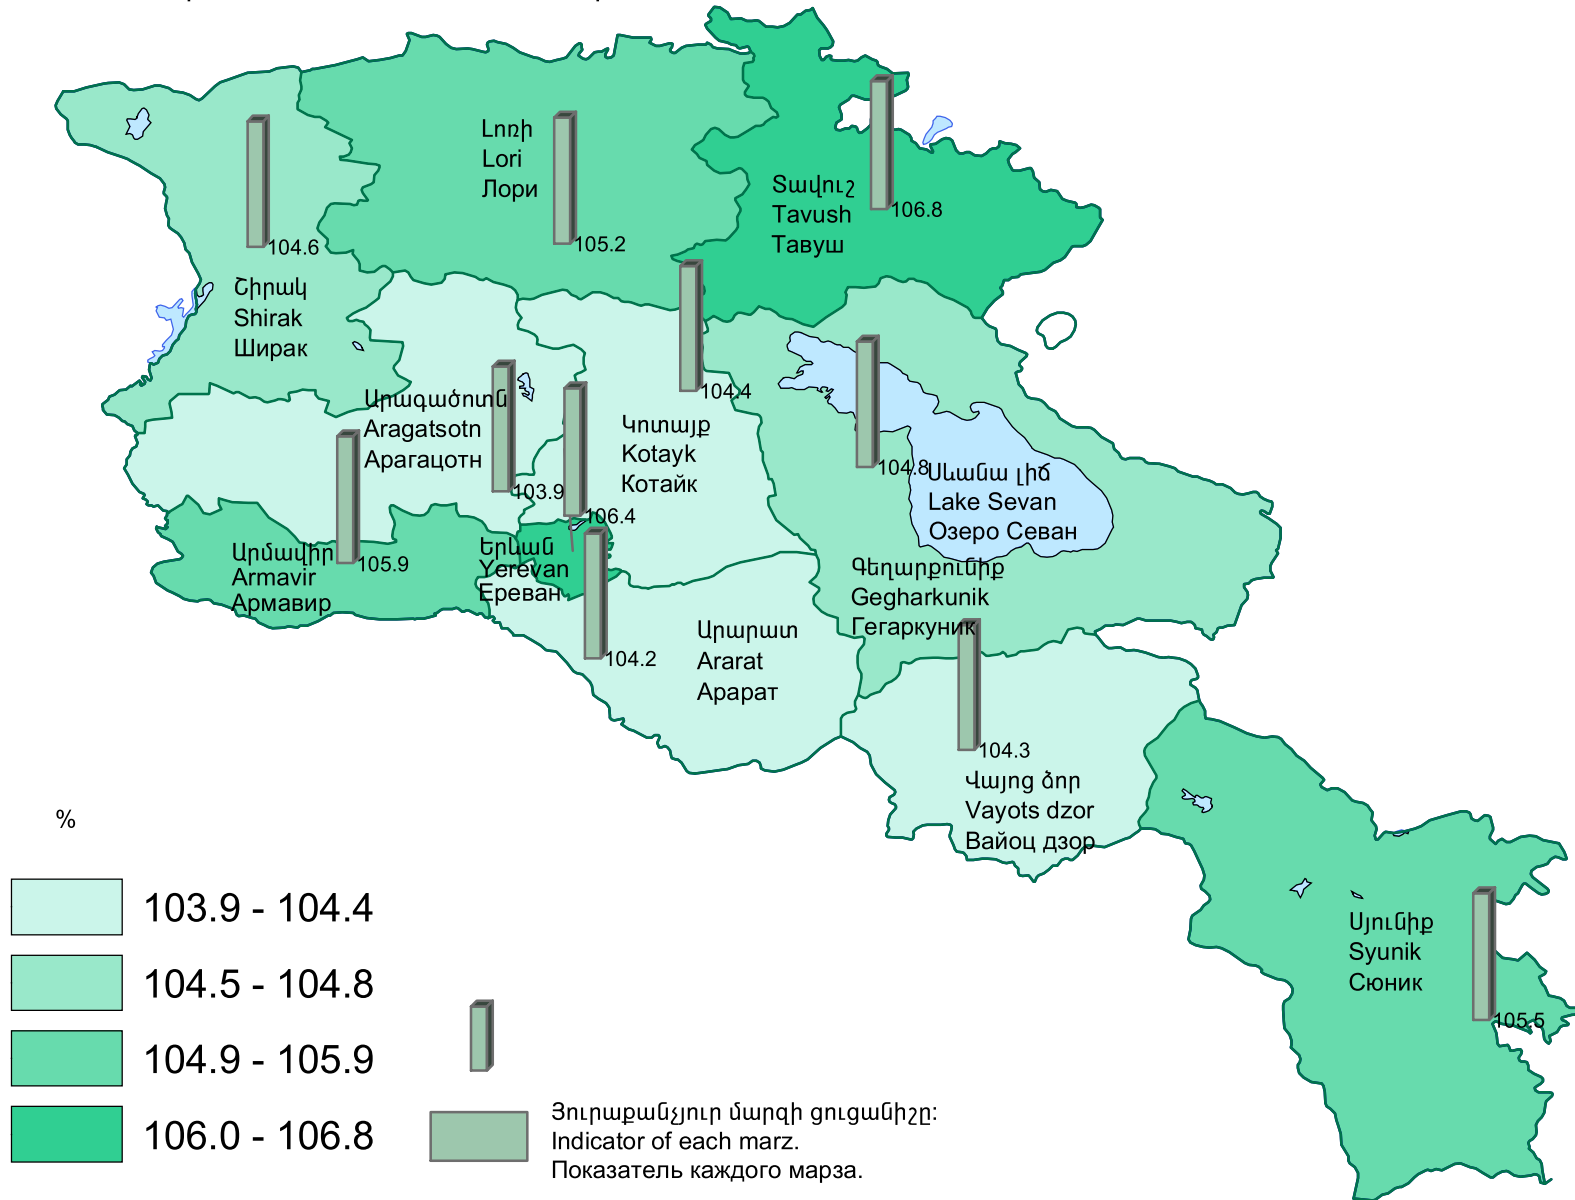 Լոռի
Lori
Лори
105.2
Տավուշ
Tavush
Тавуш
106.8
104.6
Շիրակ
Shirak
Ширак
104.4
Արագածոտն
Aragatsotn
Арагацотн
103.9
Կոտայք
Kotayk
Котайк
104.8
Սևանա լիճ
Lake Sevan
Озеро Севан
106.4
Երևան
Yerevan
Ереван
Արմավիր
Armavir
Армавир
105.9
Գեղարքունիք
Gegharkunik
Гегаркуник
104.2
Արարատ
Ararat
Арарат
104.3
Վայոց ձոր
Vayots dzor
Вайоц дзор
Սյունիք
Syunik
Сюник
105.5
%
103.9 - 104.4
104.5 - 104.8
104.9 - 105.9
106.0 - 106.8
Յուրաքանչյուր մարզի ցուցանիշը:
Indicator of each marz.
Показатель каждого марза.